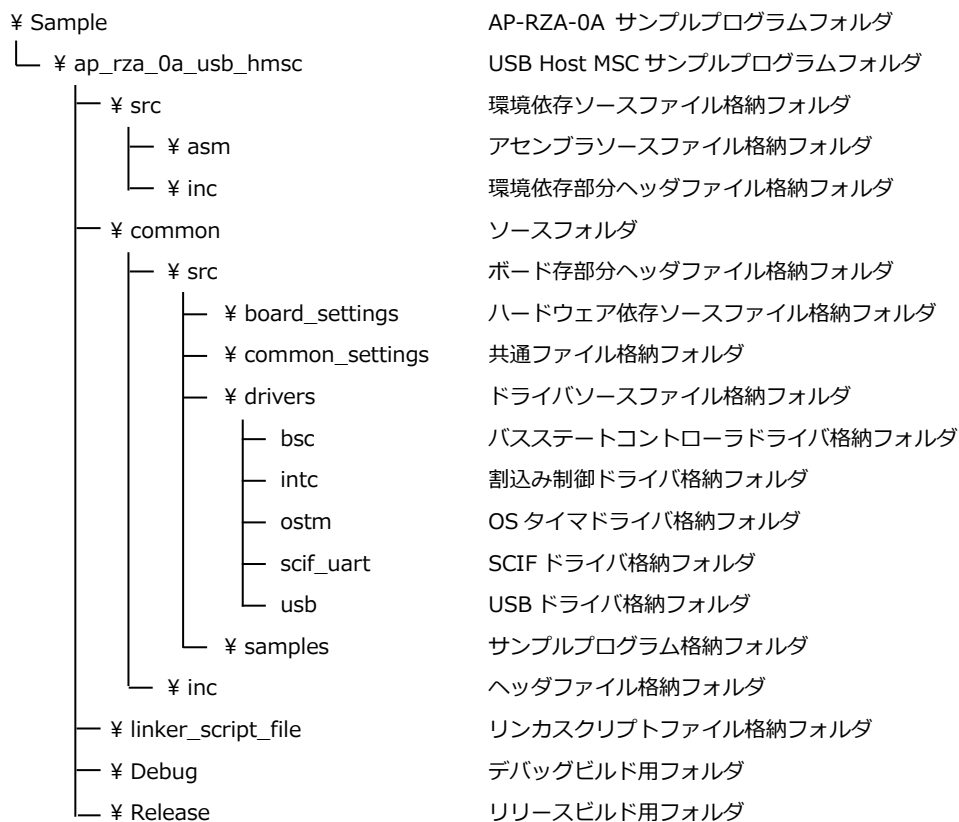 ¥ Sample AP-RZA-0A サンプルプログラムフォルダ
¥ ap_rza_0a_usb_hmsc USB Host MSC サンプルプログラムフォルダ
¥ src 環境依存ソースファイル格納フォルダ
¥ asm アセンブラソースファイル格納フォルダ
¥ inc 環境依存部分ヘッダファイル格納フォルダ
¥ common ソースフォルダ
¥ src ボード存部分ヘッダファイル格納フォルダ
¥ board_settings ハードウェア依存ソースファイル格納フォルダ
¥ common_settings 共通ファイル格納フォルダ
¥ drivers ドライバソースファイル格納フォルダ
bsc バスステートコントローラドライバ格納フォルダ
intc 割込み制御ドライバ格納フォルダ
ostm OS タイマドライバ格納フォルダ
scif_uart SCIF ドライバ格納フォルダ
usb USB ドライバ格納フォルダ
¥ samples サンプルプログラム格納フォルダ
¥ inc ヘッダファイル格納フォルダ
¥ linker_script_file リンカスクリプトファイル格納フォルダ
¥ Debug デバッグビルド用フォルダ
¥ Release リリースビルド用フォルダ